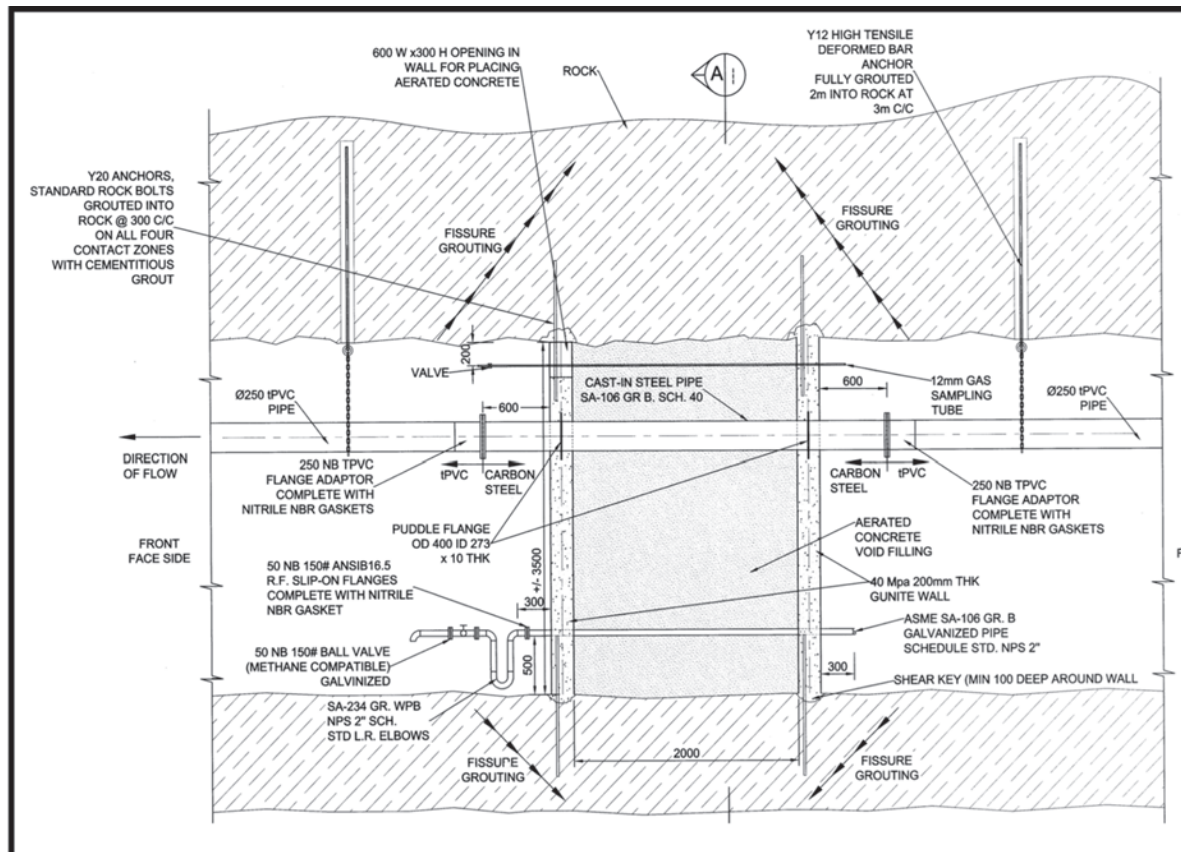 600 W x300 H OPENING IN
WALL FOR PLACING
AERATED CONCRETE
ROCK
A
Y12 HIGH TENSILE
DEFORMED BAR
ANCHOR
FULLY GROUTED
2m INTO ROCK AT
3m C/C
Y20 ANCHORS,
STANDARD ROCK BOLTS
GROUTED INTO
ROCK @ 300 C/C
ON ALL FOUR
CONTACT ZONES
WITH CEMENTITIOUS
GROUT
FISSURE
GROUTING
FISSURE
GROUTING
200
VALVE
CAST-IN STEEL PIPE
SA-106 GR B. SCH. 40
600
12mm GAS
SAMPLING
TUBE
Ø250 tPVC
PIPE
600
Ø250 tPVC
PIPE
DIRECTION
OF FLOW
250 NB TPVC
FLANGE ADAPTOR
COMPLETE WITH
NITRILE NBR GASKETS
tPVC
CARBON
STEEL
CARBON
STEEL
tPVC
250 NB TPVC
FLANGE ADAPTOR
COMPLETE WITH
NITRILE NBR GASKETS
PUDDLE FLANGE
OD 400 ID 273
x 10 THK
AERATED
CONCRETE
VOID FILLING
FRONT
FACE SIDE
F
50 NB 150# ANSIB16.5
R.F. SLIP-ON FLANGES
COMPLETE WITH NITRILE
NBR GASKET
+/- 3500
300
40 Mpa 200mm THK
GUNITE WALL
ASME SA-106 GR. B
GALVANIZED PIPE
SCHEDULE STD. NPS 2"
50 NB 150# BALL VALVE
(METHANE COMPATIBLE)
GALVINIZED
500
300
SHEAR KEY (MIN 100 DEEP AROUND WALL
SA-234 GR. WPB
NPS 2" SCH.
STD L.R. ELBOWS
2000
FISSURE
GROUTING
FISSURE
GROUTING